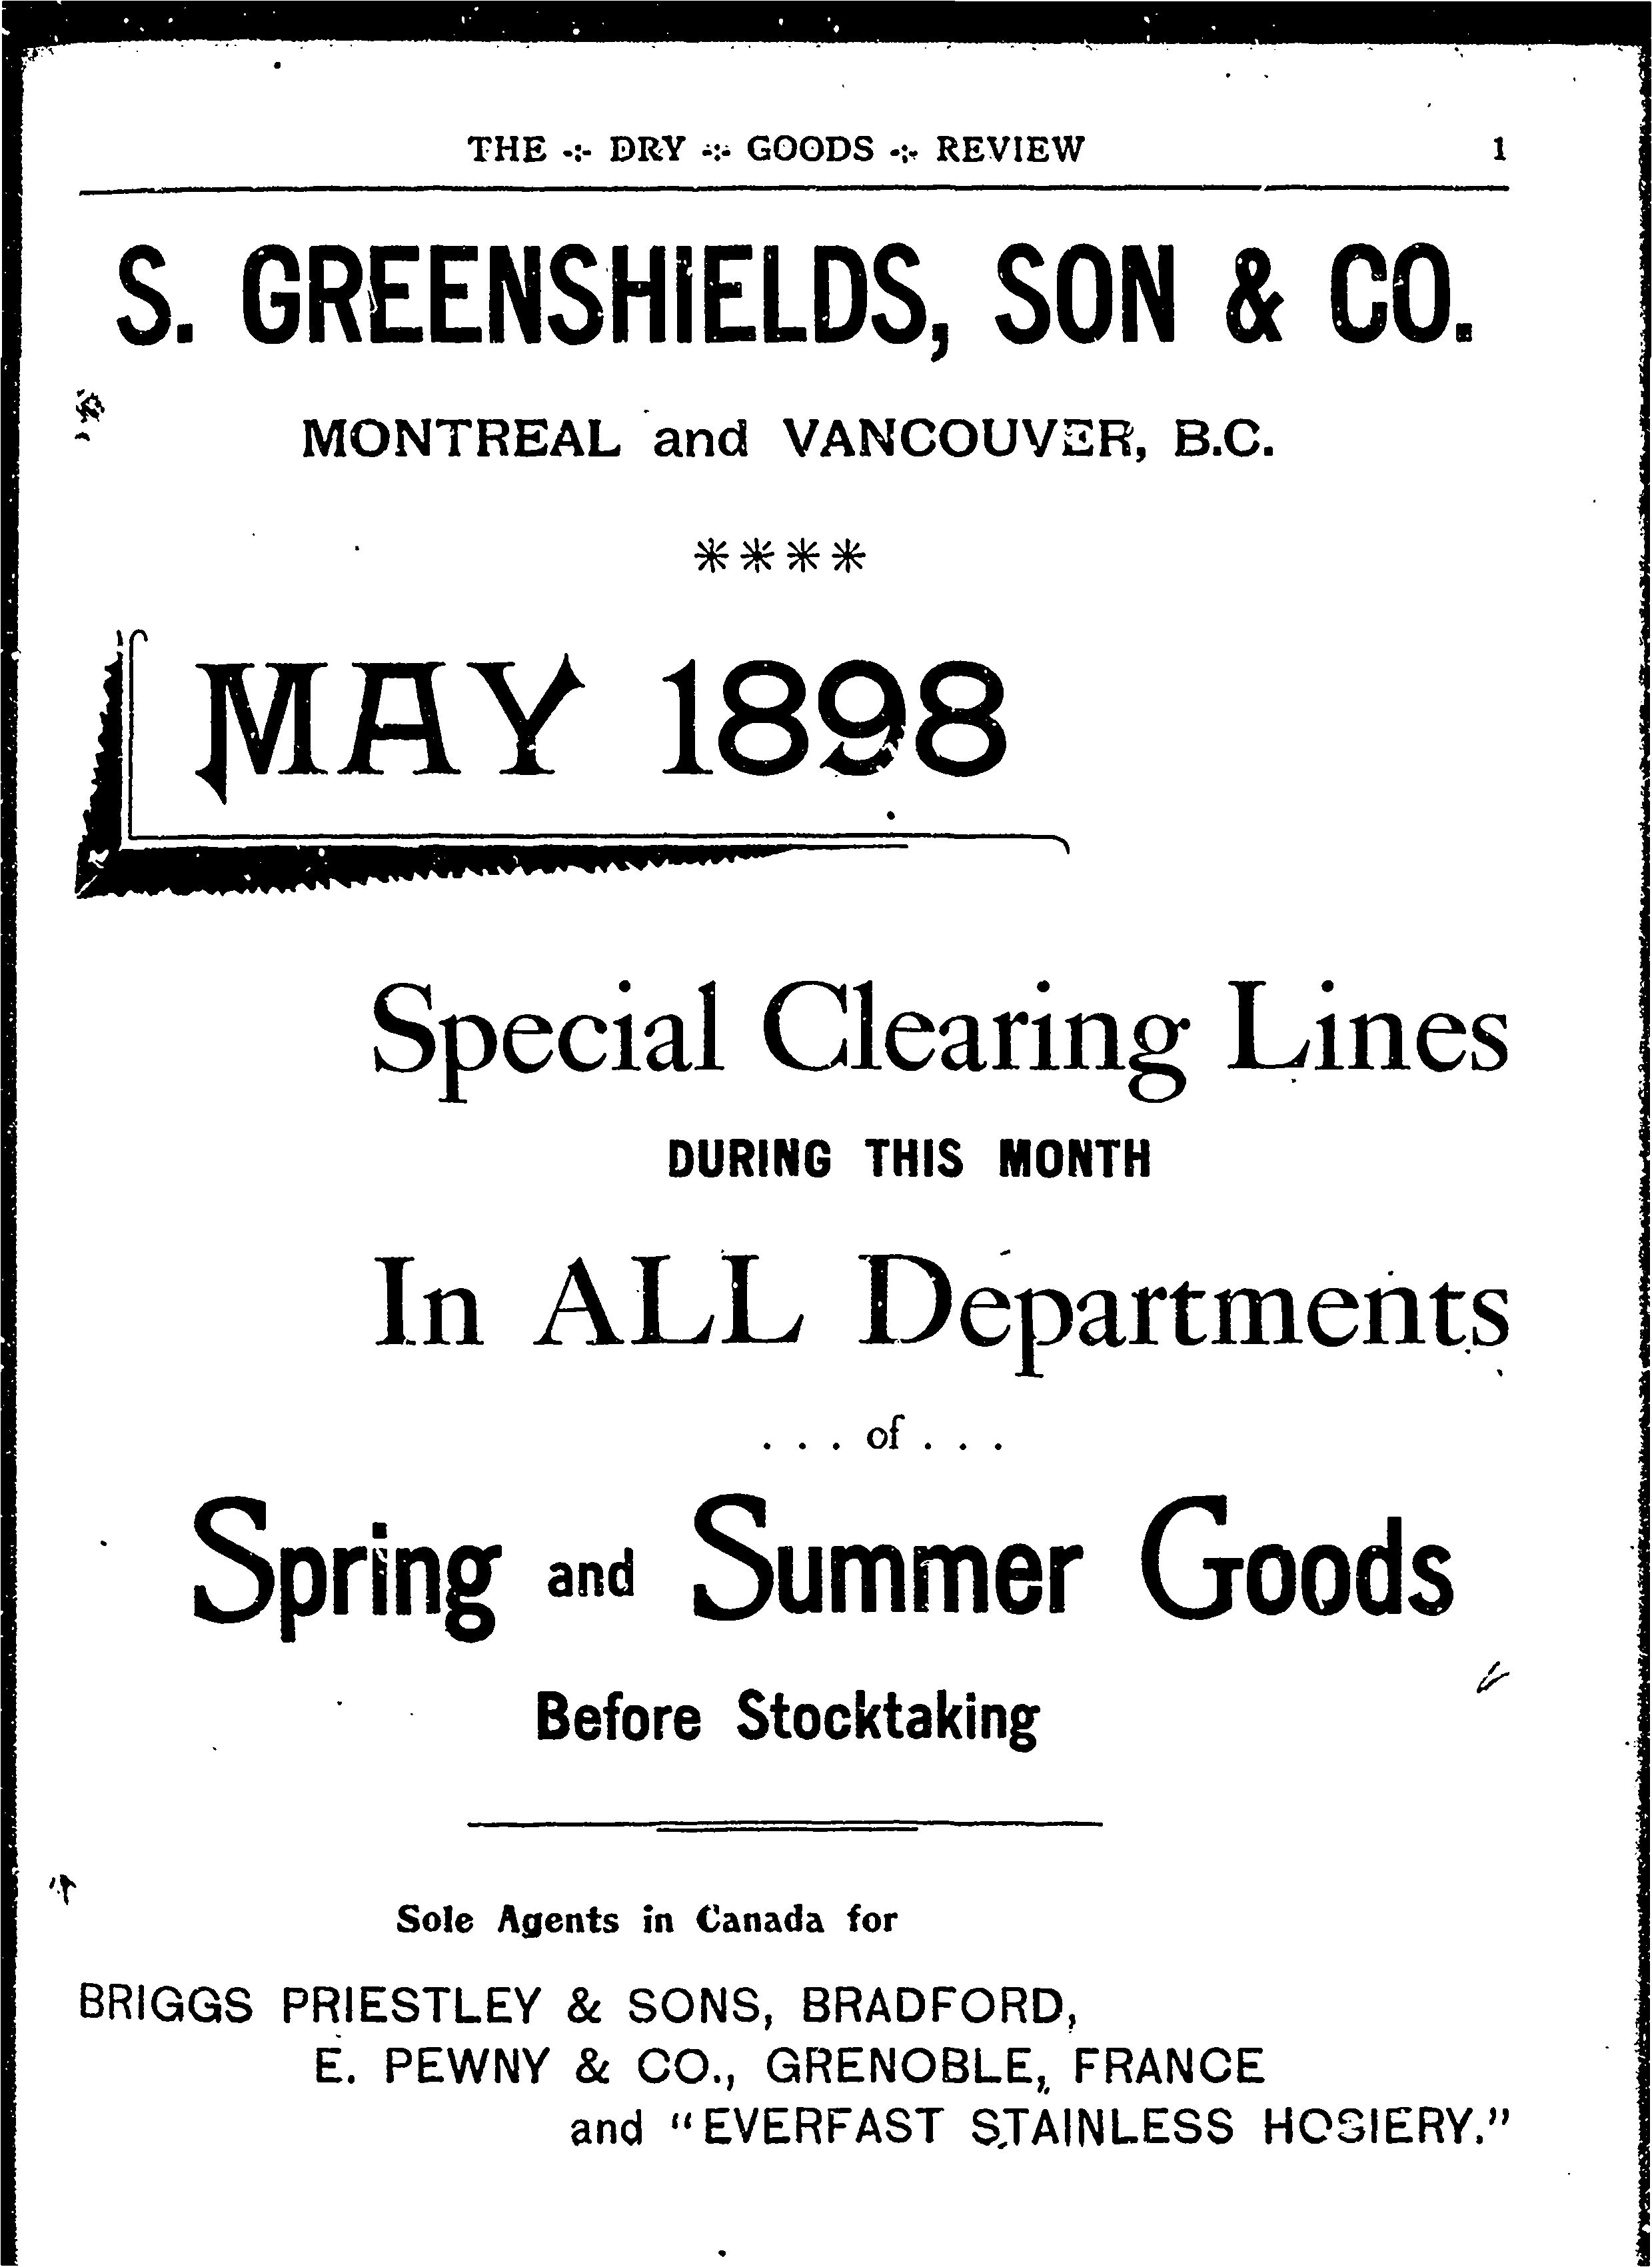 THE ·:· DRY ·:· GOODS ·:· REVIEW 1
S. GREENSHIELDS, SON & CO.
MONTREAL and VANCOUVER, B.C.
****
MAY 1898
Special Clearing Lines
DURING THIS MONTH
In ALL Departments
. . . of . . .
Spring and Summer Goods
Before Stocktaking
Sole Agents in Canada for
BRIGGS PRIESTLEY & SONS, BRADFORD,
E. PEWNY & CO., GRENOBLE, FRANCE
and "EVERFAST STAINLESS HOSIERY."